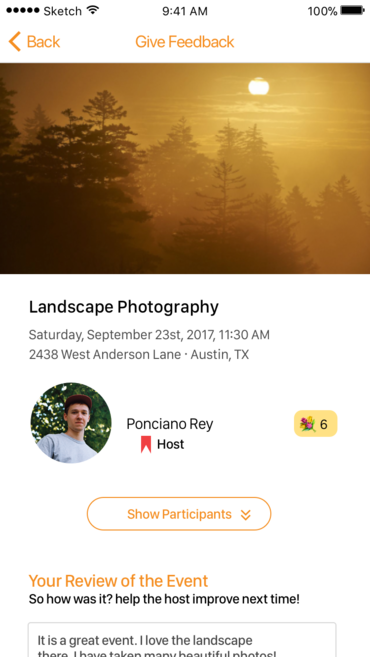 Sketch 9:41 AM 100%
Back Give Feedback
Landscape Photography
Saturday, September 23st, 2017, 11:30 AM
2438 West Anderson Lane · Austin, TX
Ponciano Rey 6
Host
Show Participants
Your Review of the Event
So how was it? help the host improve next time!
It is a great event. I love the landscape
there. I have taken many beautiful photos!